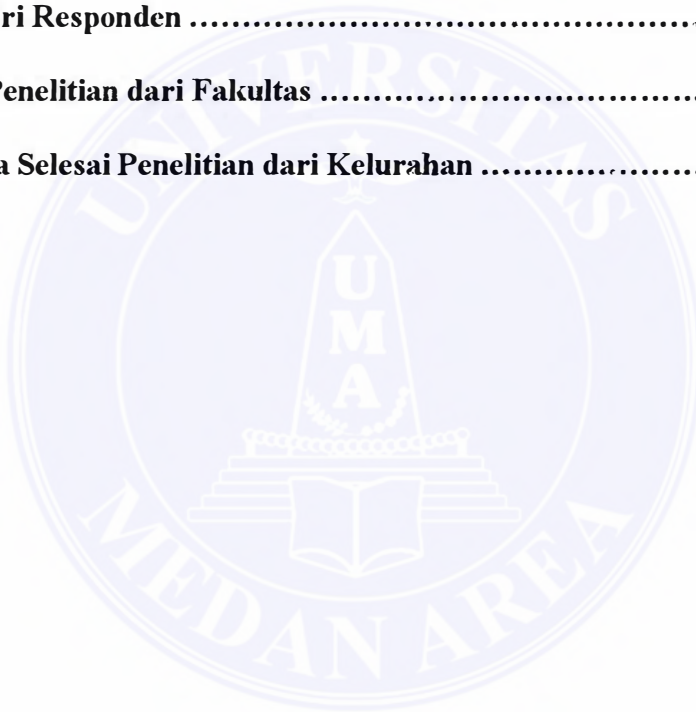 ri Responden ........................................................
Penelitian dari Fakultas ........................................
a Selesai Penelitian dari Kelurahan ......................
UNIVERSITAS
U
M
A
MEDAN AREA